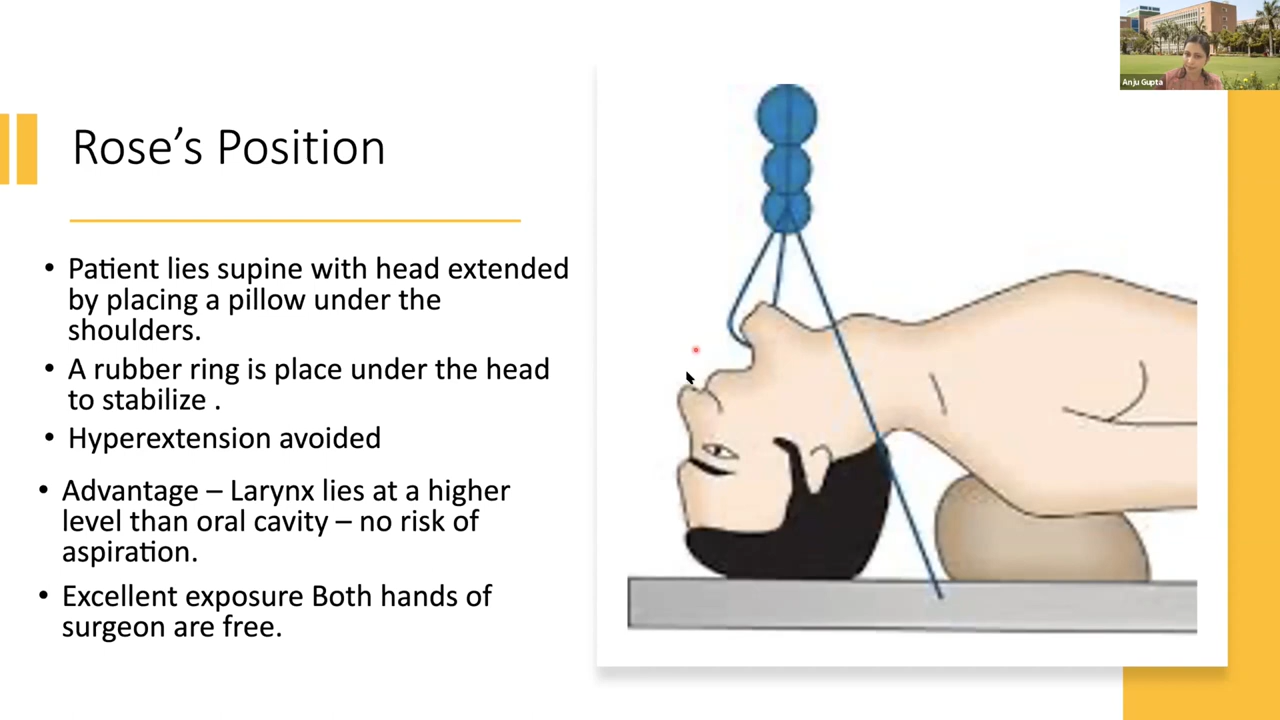 Anju Gupta
Rose’s Position
• Patient lies supine with head extended
by placing a pillow under the
shoulders.
• A rubber ring is place under the head
to stabilize .
• Hyperextension avoided
• Advantage – Larynx lies at a higher
level than oral cavity – no risk of
aspiration.
• Excellent exposure Both hands of
surgeon are free.